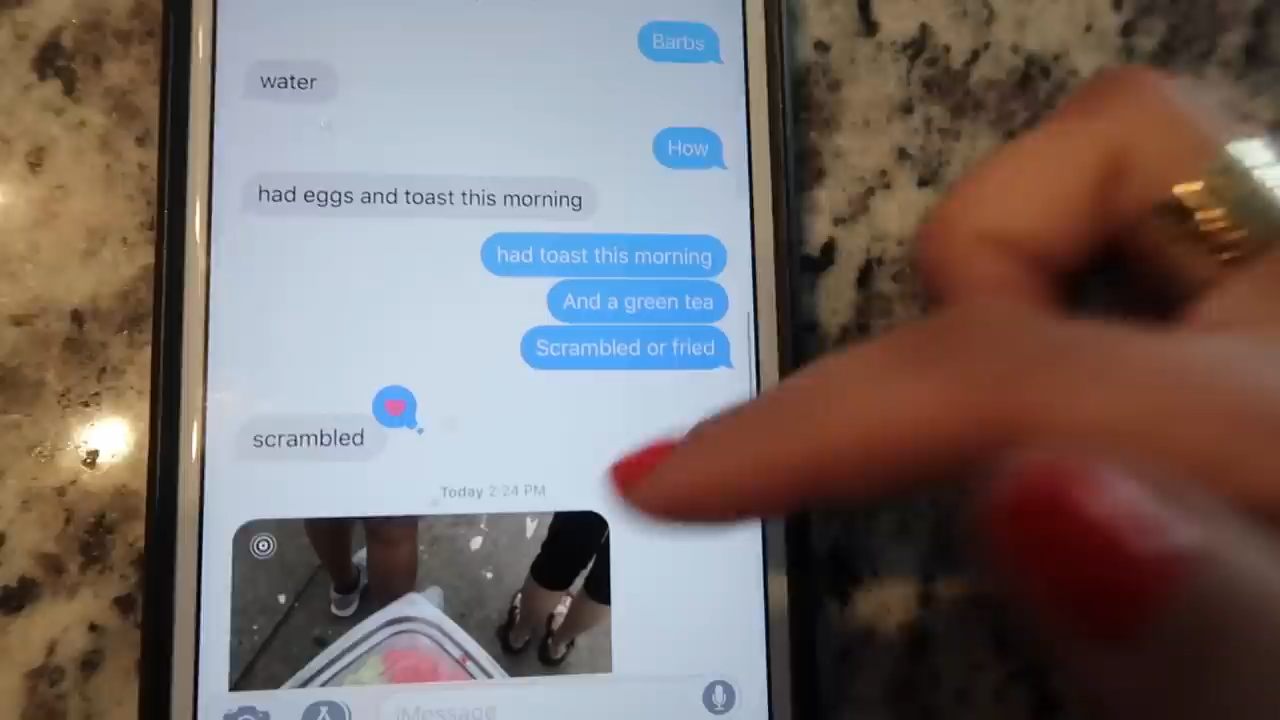 Barbs
water
How
had eggs and toast this morning
had toast this morning
And a green tea
Scrambled or fried
scrambled
Today 2:24 PM
iMessage